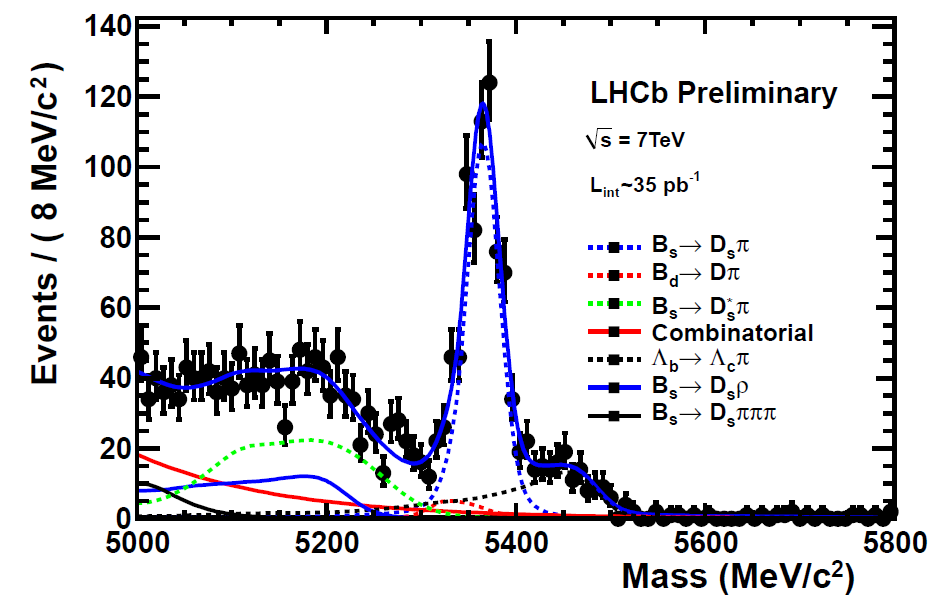 Events / ( 8 MeV/c²)
140
120
100
80
60
40
20
0
LHCb Preliminary
√s = 7TeV
L_int~35 pb⁻¹
B_s→ D_sπ
B_d→ Dπ
B_s→ D_s^*π
Combinatorial
Λ_b→ Λ_cπ
B_s→ D_sρ
B_s→ D_sπππ
5000 5200 5400 5600 5800
Mass (MeV/c²)